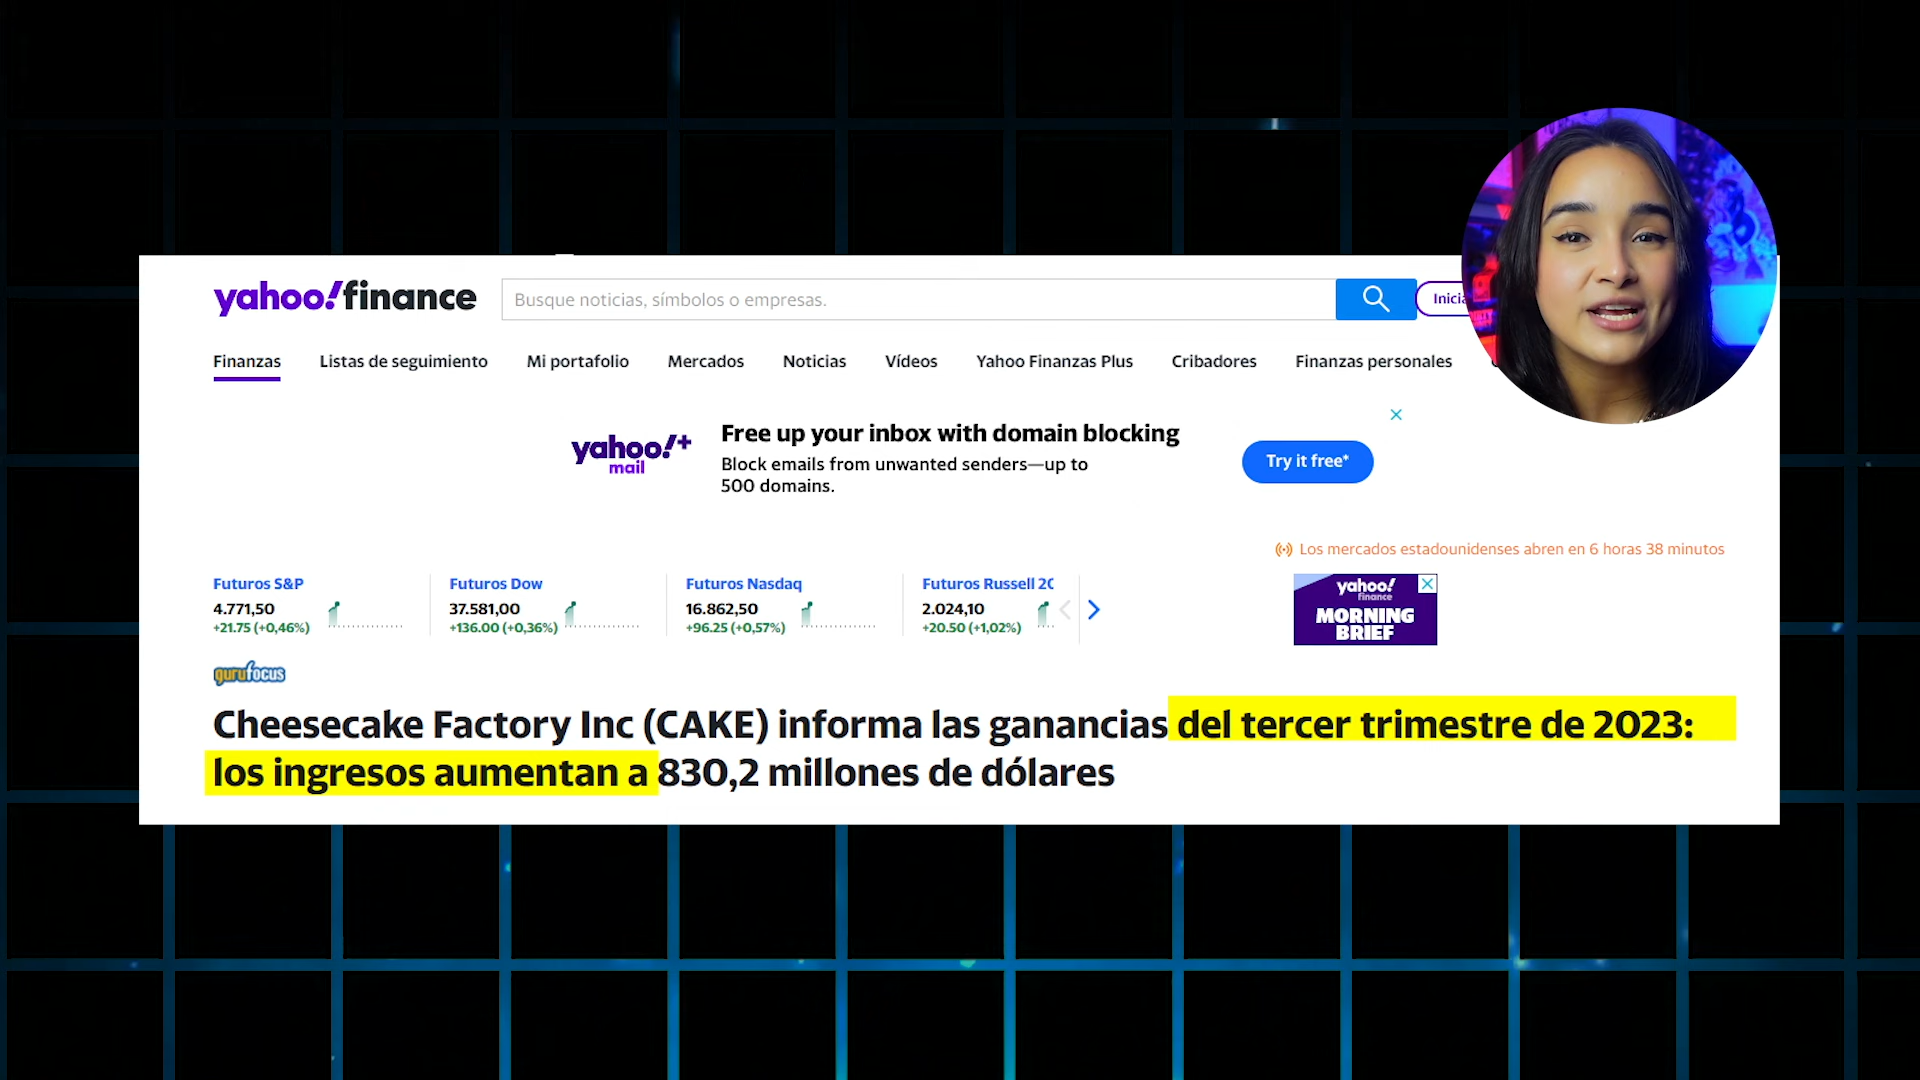 yahoo!finance
Busque noticias, símbolos o empresas.
Finanzas Listas de seguimiento Mi portafolio Mercados Noticias Vídeos Yahoo Finanzas Plus Cribadores Finanzas personales
yahoo!+
mail
Free up your inbox with domain blocking
Block emails from unwanted senders—up to
500 domains.
Try it free*
Los mercados estadounidenses abren en 6 horas 38 minutos
Futuros S&P
4.771,50
+21.75 (+0,46%)
Futuros Dow
37.581,00
+136.00 (+0,36%)
Futuros Nasdaq
16.862,50
+96.25 (+0,57%)
Futuros Russell 20
2.024,10
+20.50 (+1,02%)
yahoo!
finance
MORNING
BRIEF
gurufocus
Cheesecake Factory Inc (CAKE) informa las ganancias del tercer trimestre de 2023:
los ingresos aumentan a 830,2 millones de dólares